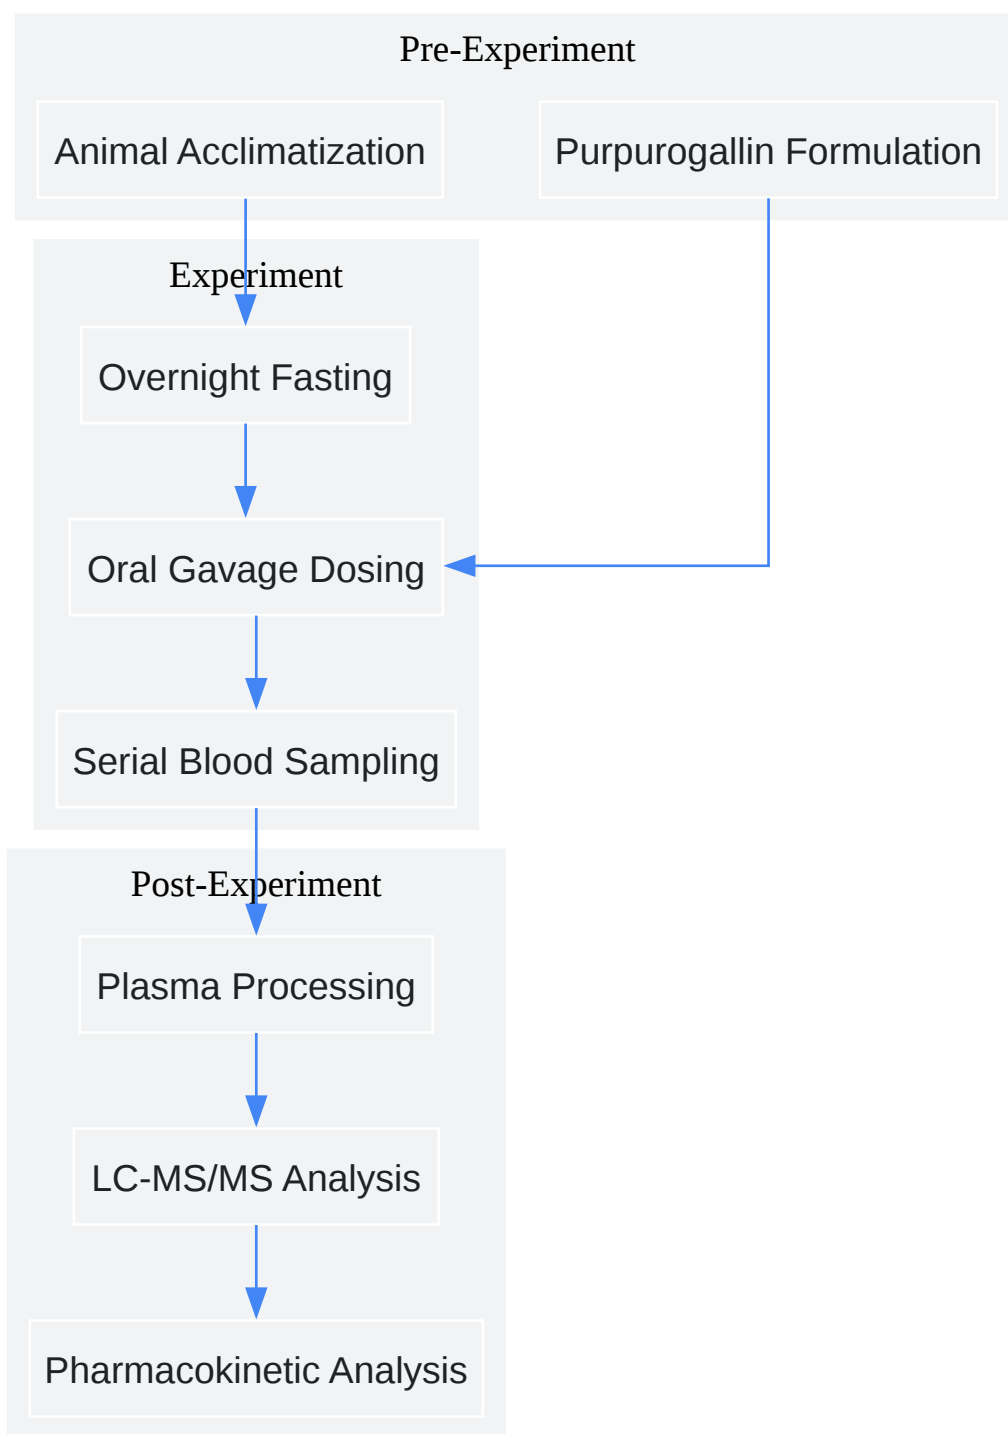 Pre-Experiment
Animal Acclimatization
Purpurogallin Formulation
Experiment
Overnight Fasting
Oral Gavage Dosing
Serial Blood Sampling
Post-Experiment
Plasma Processing
LC-MS/MS Analysis
Pharmacokinetic Analysis